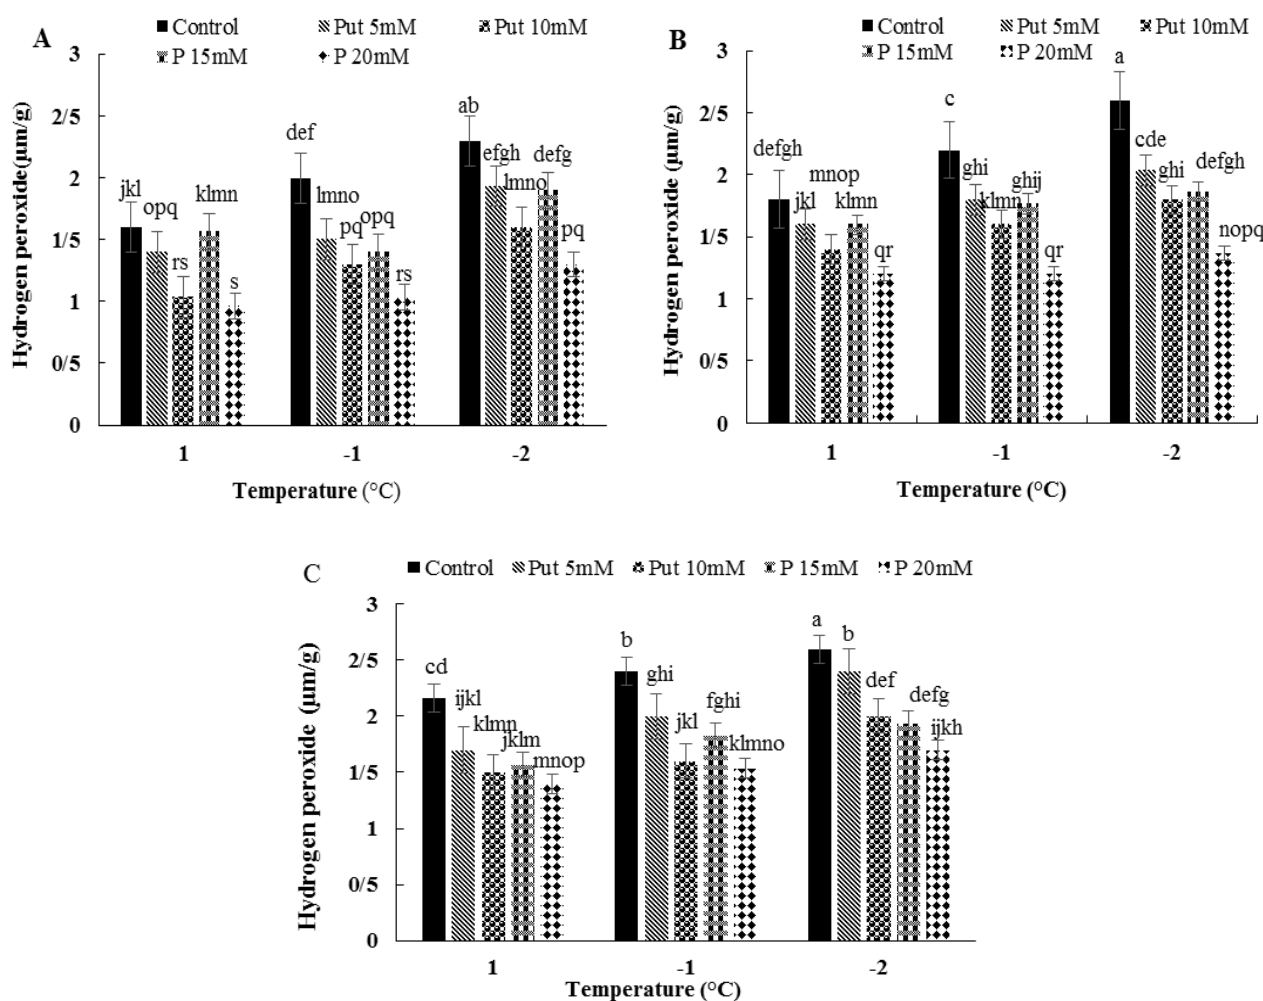 A
Control Put 5mM Put 10mM
P 15mM P 20mM
Hydrogen peroxide(µm/g)
3
2/5
2
1/5
1
0/5
0
jkl opq rs klmn s
def lmno pq opq rs
ab efgh lmno defg pq
1 -1 -2
Temperature (°C)
B
Control Put 5mM Put 10mM
P 15mM P 20mM
Hydrogen peroxide (µm/g)
3
2/5
2
1/5
1
0/5
0
defgh jkl mnop klmn qr
c ghi klmn ghij qr
a cde ghi defgh nopq
1 -1 -2
Temperature (°C)
C
Control Put 5mM Put 10mM P 15mM P 20mM
Hydrogen peroxide (µm/g)
3
2/5
2
1/5
1
0/5
0
cd ijkl klmn jklm mnop
b ghi jkl fghi klmno
a b def defg ijkh
1 -1 -2
Temperature (°C)